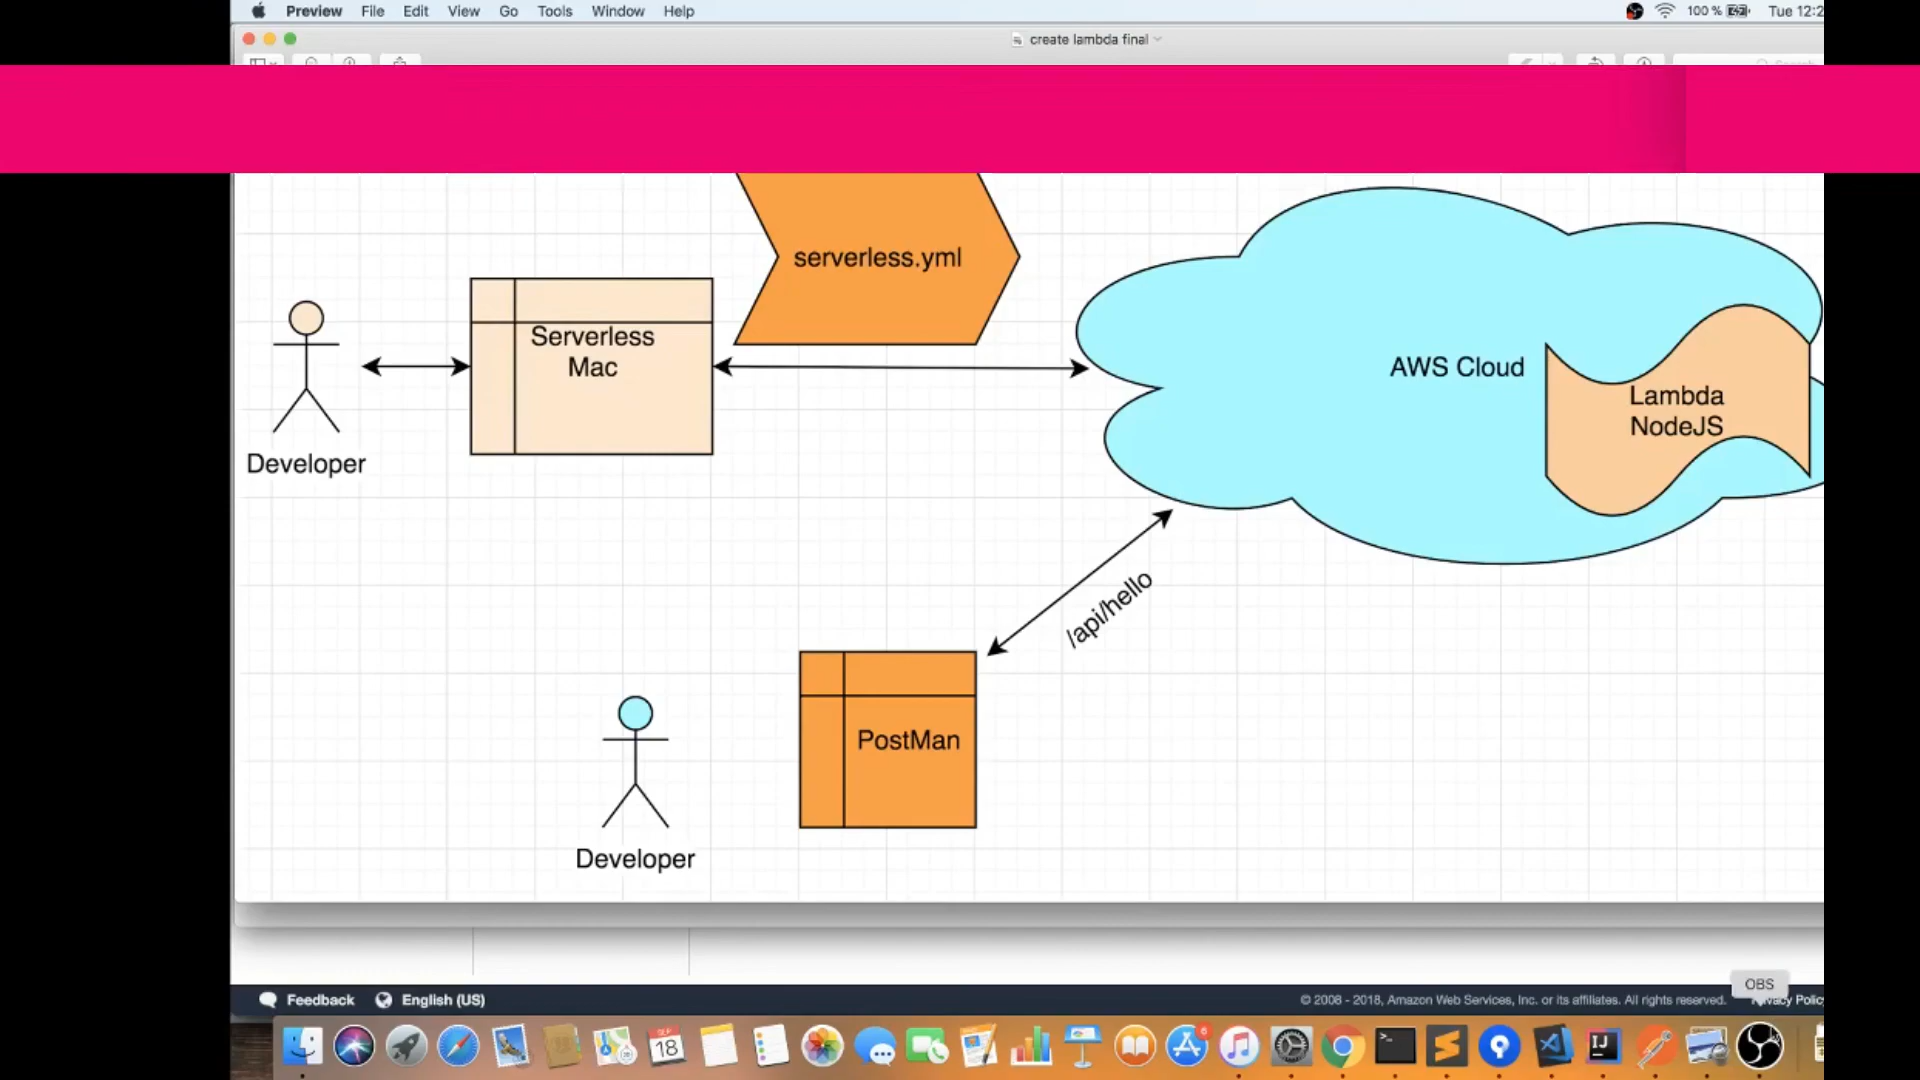 Preview File Edit View Go Tools Window Help
100 %
Tue 12:2
create lambda final
serverless.yml
Serverless
Mac
AWS Cloud
Lambda
NodeJS
Developer
/api/hello
PostMan
Developer
OBS
Feedback English (US)
© 2008 - 2018, Amazon Web Services, Inc. or its affiliates. All rights reserved.
SEP
18
IJ